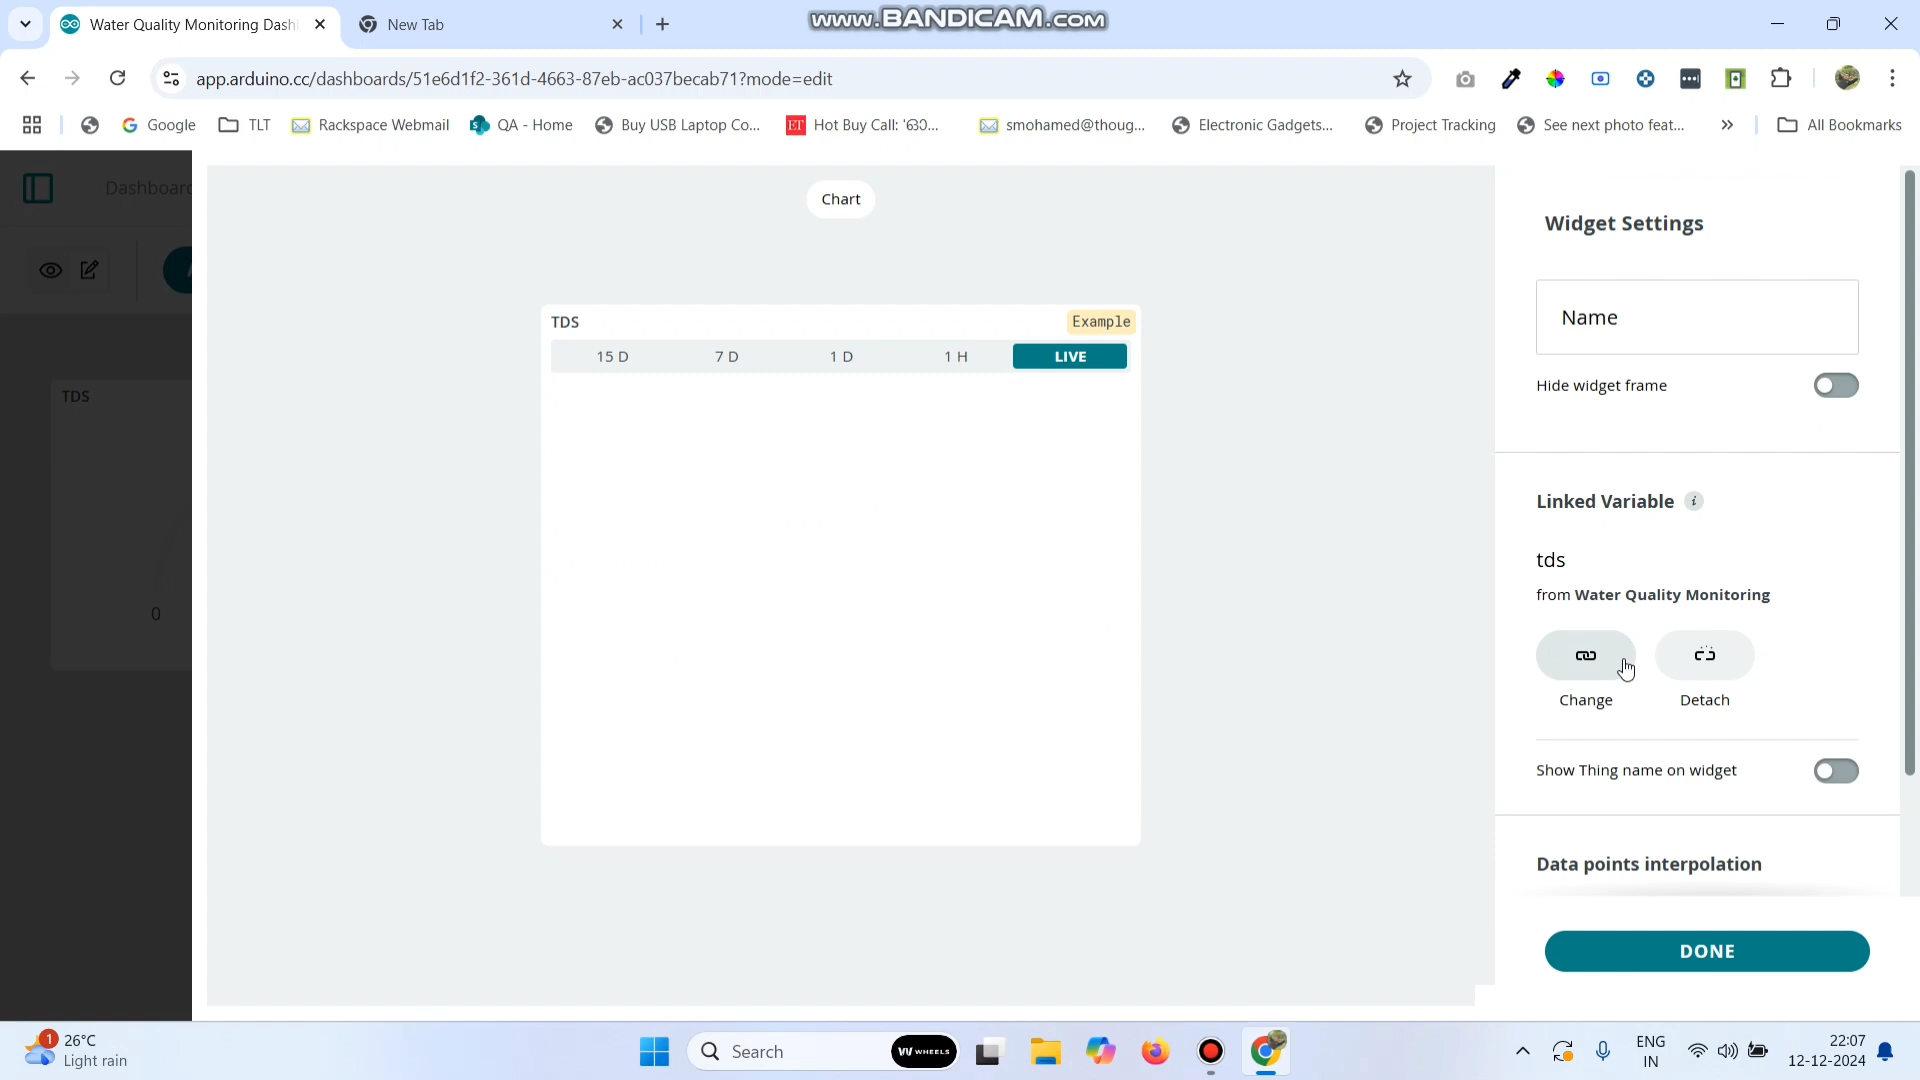 Water Quality Monitoring Dash
New Tab
www.BANDICAM.com
app.arduino.cc/dashboards/51e6d1f2-361d-4663-87eb-ac037becab71?mode=edit
Google
TLT
Rackspace Webmail
QA - Home
Buy USB Laptop Co...
ET
See next photo feat...
smohamed@thoug...
Electronic Gadgets...
Project Tracking
All Bookmarks
Dashboard
Chart
Widget Settings
TDS
Example
Name
15 D
7 D
1 D
1 H
LIVE
Hide widget frame
TDS
Linked Variable
i
tds
from Water Quality Monitoring
0
Change
Detach
Show Thing name on widget
Data points interpolation
DONE
1
26°C
Light rain
Search
WHEELS
ENG
IN
22:07
12-12-2024